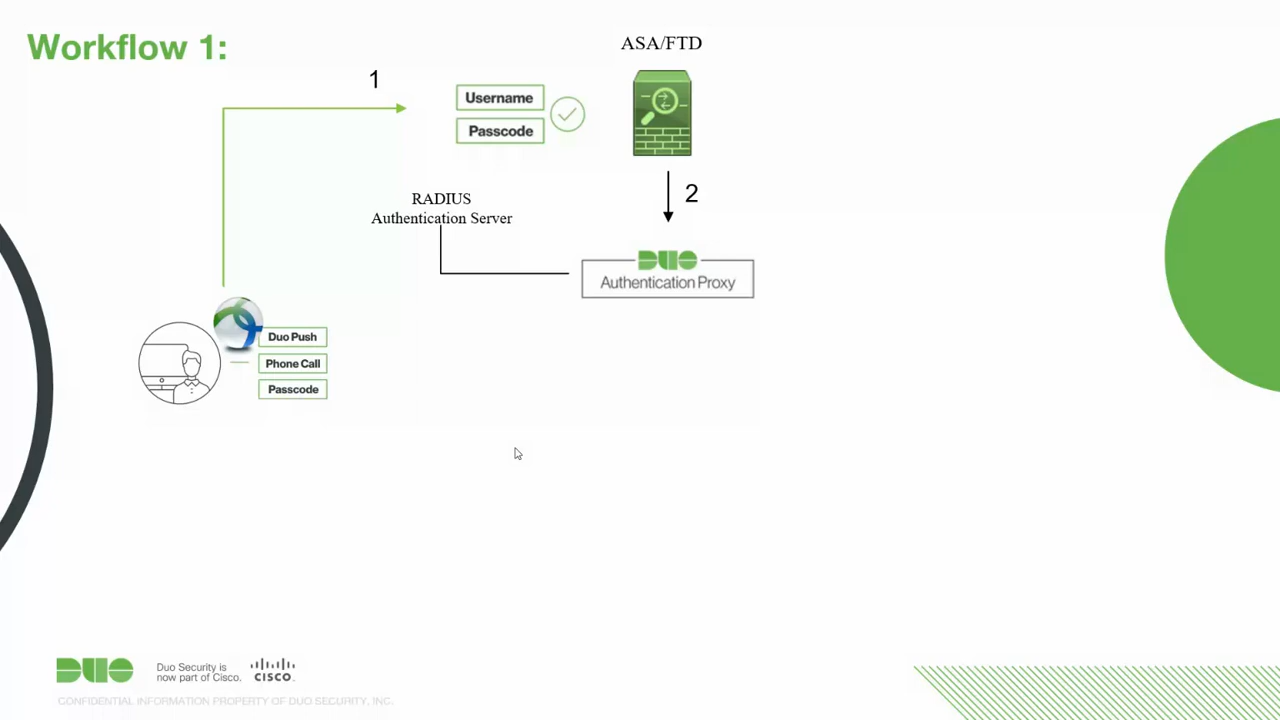 Workflow 1:
ASA/FTD
1
Username
Passcode
2
RADIUS
Authentication Server
DUO
Authentication Proxy
Duo Push
Phone Call
Passcode
DUO
Duo Security is
now part of Cisco.
CISCO
CONFIDENTIAL INFORMATION PROPERTY OF DUO SECURITY, INC.